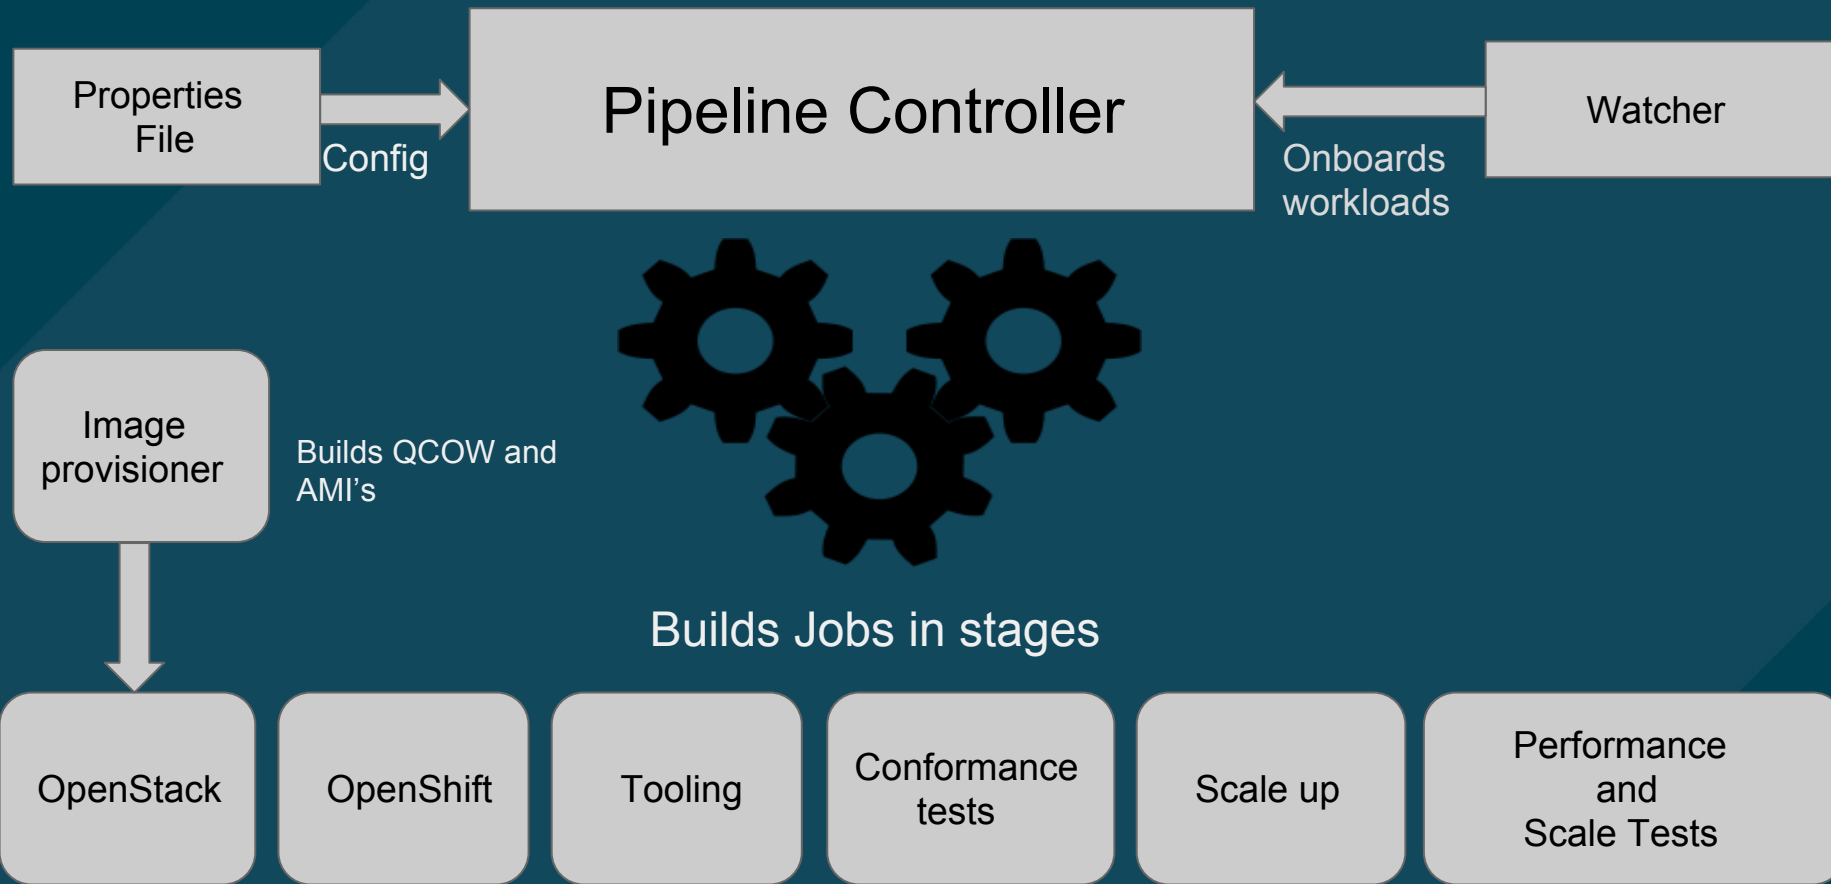 Properties
File
Config
Pipeline Controller
Onboards
workloads
Watcher
Image
provisioner
Builds QCOW and
AMI's
Builds Jobs in stages
OpenStack
OpenShift
Tooling
Conformance
tests
Scale up
Performance
and
Scale Tests